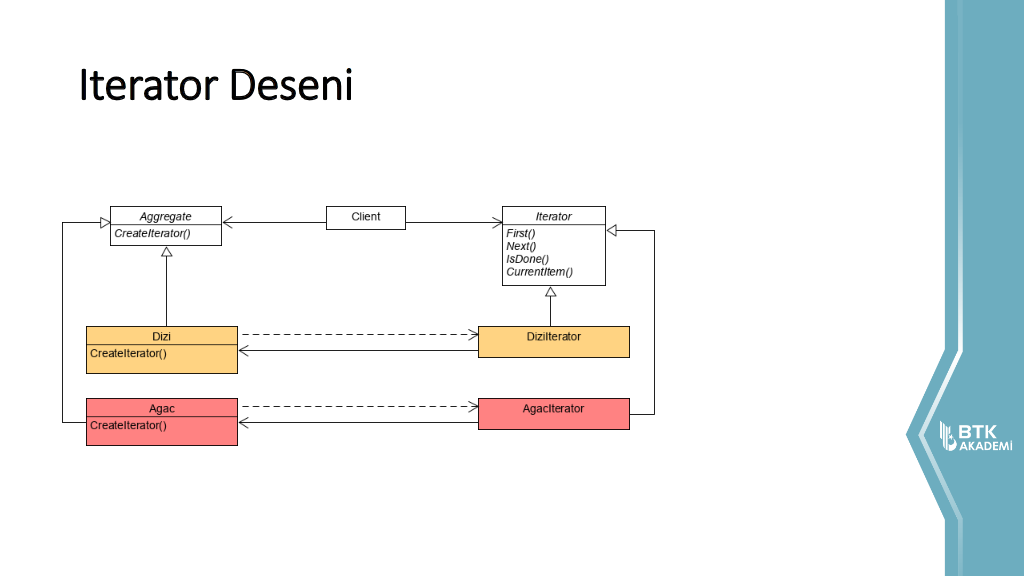 Iterator Deseni
Aggregate
CreateIterator()
Client
Iterator
First()
Next()
IsDone()
CurrentItem()
Dizi
CreateIterator()
DiziIterator
Agac
CreateIterator()
AgacIterator
BTK
AKADEMİ